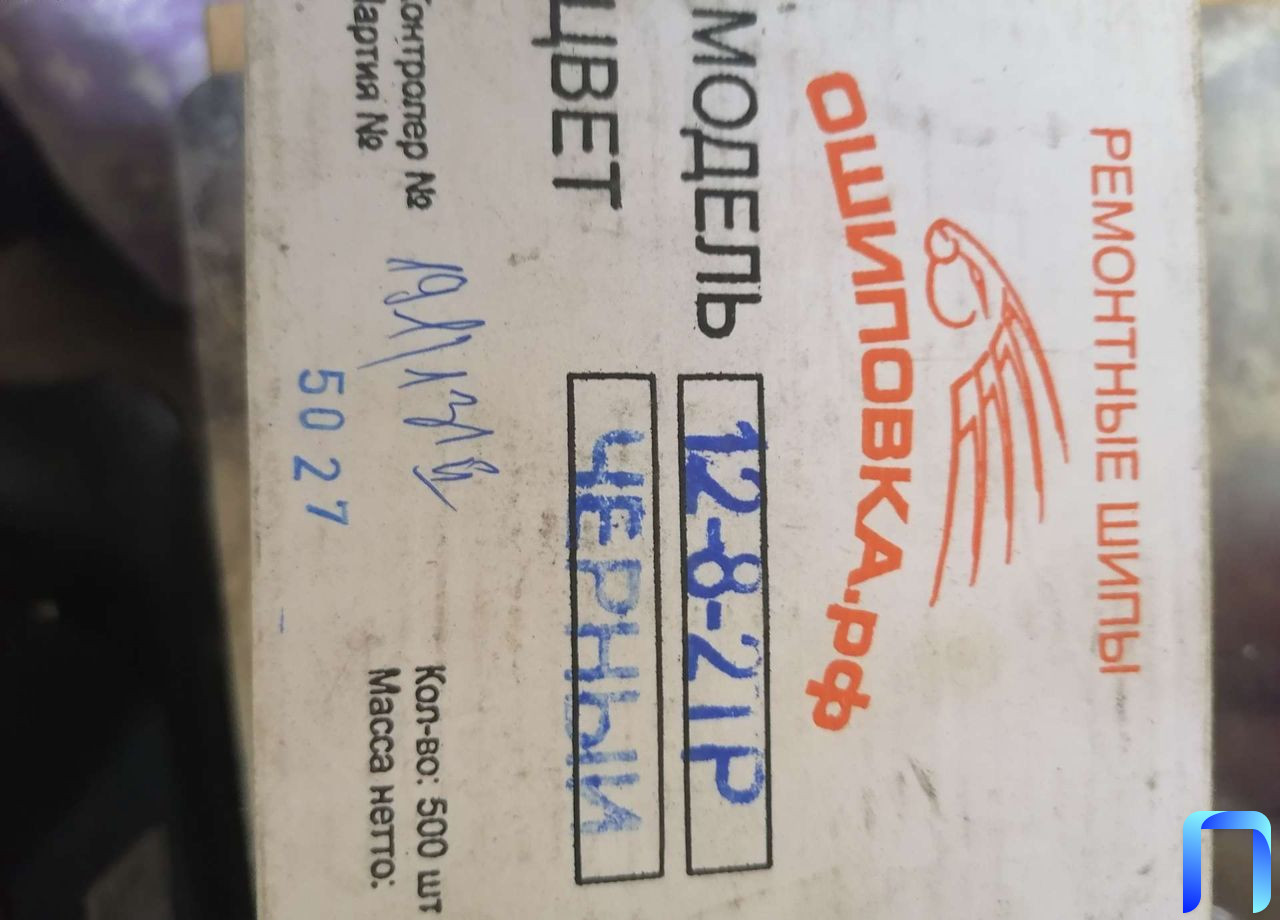 РЕМОНТНЫЕ ШИПЫ
ОШИПОВКА.РФ
МОДЕЛЬ 12-8-2ТР
ЦВЕТ ЧЕРНЫЙ
Контролер №
Партия №
5027
Кол-во: 500 шт
Масса нетто: